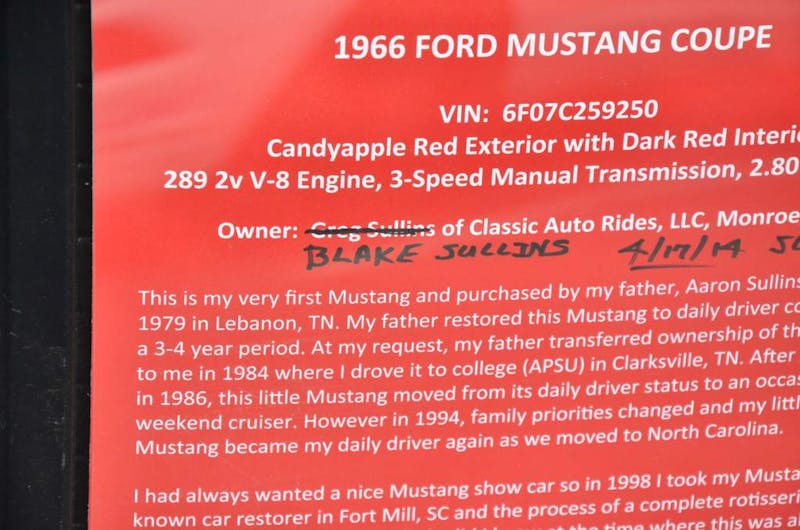 1966 FORD MUSTANG COUPE
VIN: 6F07C259250
Candyapple Red Exterior with Dark Red
289 2v V-8 Engine, 3-Speed Manual Transmission, 2.80
Owner: Greg Sullins of Classic Auto Rides, LLC, Monroe
BLAKE SULLINS 4/17/14
This is my very first Mustang and purchased by my father, Aaron Sullins
1979 in Lebanon, TN. My father restored this Mustang to daily driver
a 3-4 year period. At my request, my father transferred ownership of
to me in 1984 where I drove it to college (APSU) in Clarksville, TN. After
in 1986, this little Mustang moved from its daily driver status to an
weekend cruiser. However in 1994, family priorities changed and my
Mustang became my daily driver again as we moved to North Carolina.
I had always wanted a nice Mustang show car so in 1998 I took my
known car restorer in Fort Mill, SC and the process of a complete
the time where this was